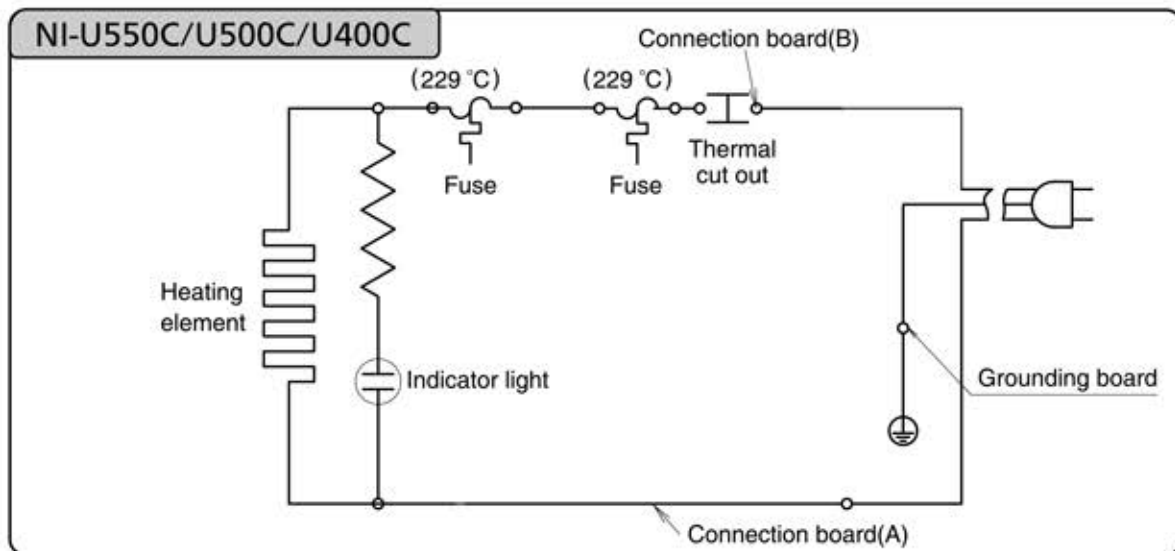 NI-U550C/U500C/U400C
Connection board(B)
(229 °C)
(229 °C)
Fuse
Fuse
Thermal
cut out
Heating
element
Indicator light
Grounding board
Connection board(A)